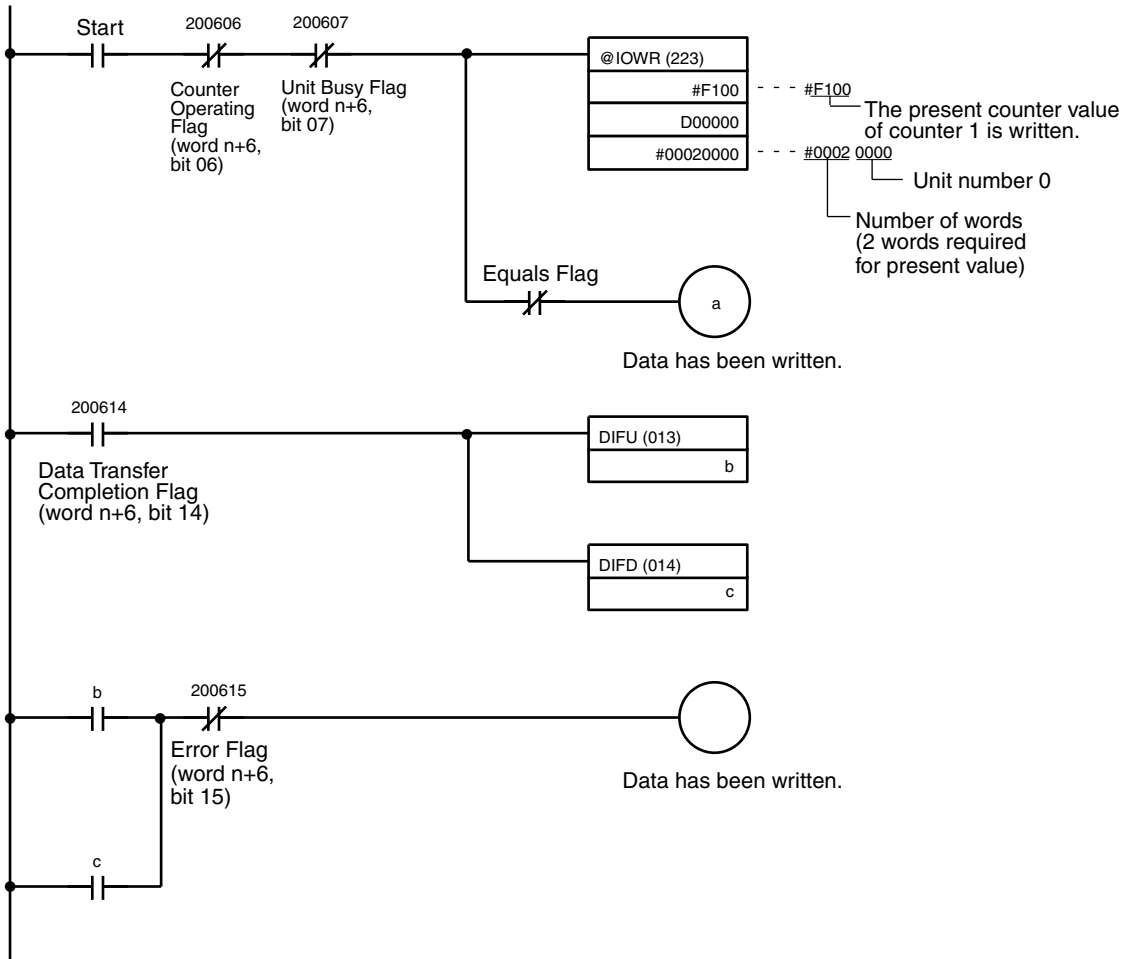 Start
200606
200607
Counter
Operating
Flag
(word n+6,
bit 06)
Unit Busy Flag
(word n+6,
bit 07)
@IOWR (223)
#F100
D00000
#00020000
#F100
The present counter value
of counter 1 is written.
#0002 0000
Unit number 0
Number of words
(2 words required
for present value)
Equals Flag
a
Data has been written.
200614
Data Transfer
Completion Flag
(word n+6, bit 14)
DIFU (013)
b
DIFD (014)
c
b
200615
Error Flag
(word n+6,
bit 15)
Data has been written.
c